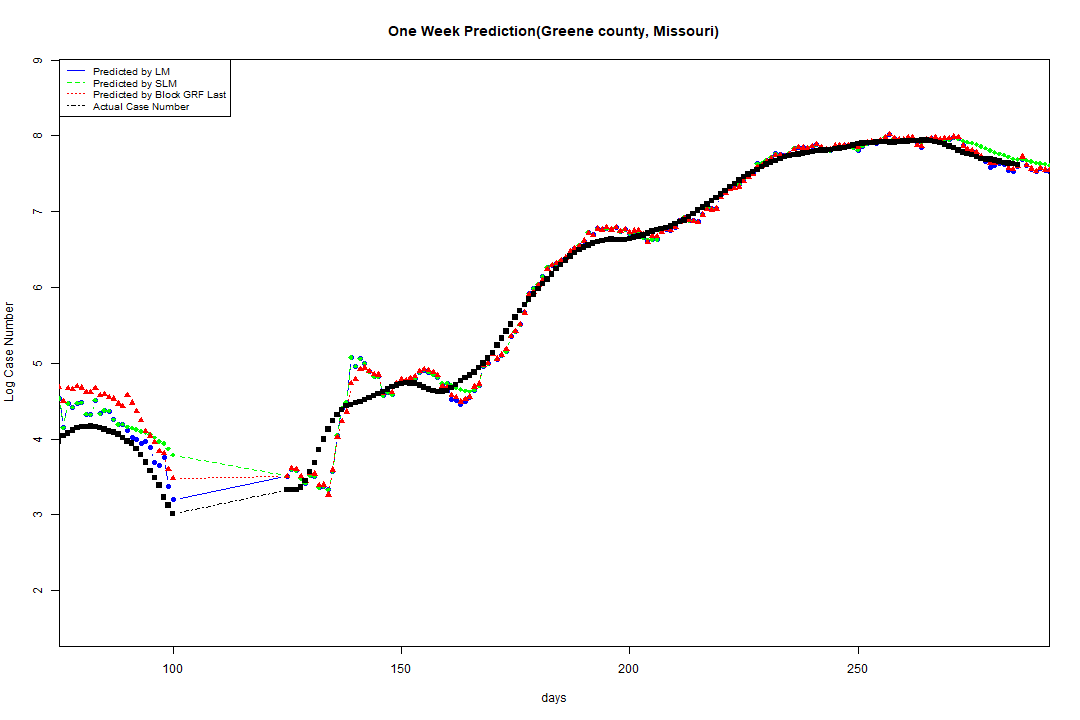 One Week Prediction(Greene county, Missouri)
Predicted by LM
Predicted by SLM
Predicted by Block GRF Last
Actual Case Number
9
8
7
6
5
4
3
2
Log Case Number
100 150 200 250
days